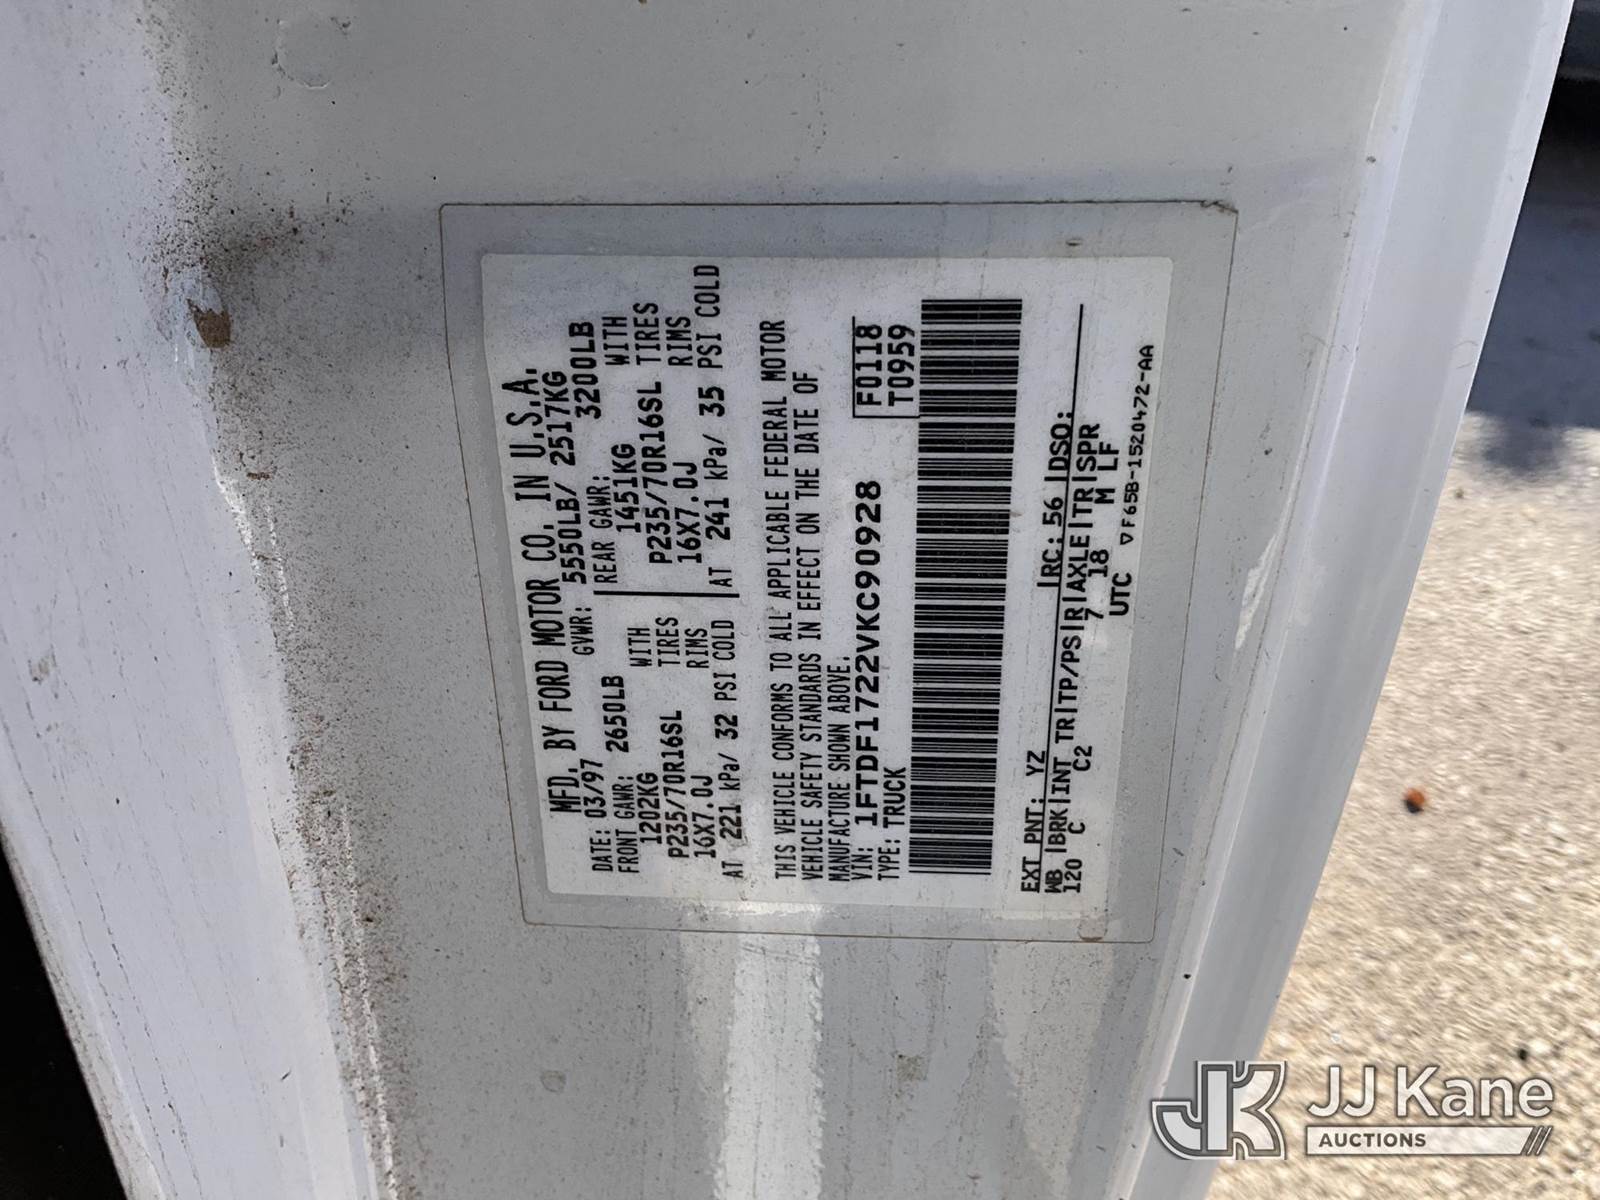 MFD. BY FORD MOTOR CO. IN U.S.A.
DATE: 03/97 GVWR: 5550LB/ 2517KG
FRONT GAWR: 2650LB REAR GAWR: 3200LB
1202KG WITH 1451KG WITH
P235/70R16SL TIRES P235/70R16SL TIRES
16X7.0J RIMS 16X7.0J RIMS
AT 221 kPa/ 32 PSI COLD AT 241 kPa/ 35 PSI COLD
THIS VEHICLE CONFORMS TO ALL APPLICABLE FEDERAL MOTOR
VEHICLE SAFETY STANDARDS IN EFFECT ON THE DATE OF
MANUFACTURE SHOWN ABOVE.
VIN: 1FTDF1722VKC90928 F0118
TYPE: TRUCK T0959
EXT PNT: YZ RC: 56 DSO:
WB BRK INT TR TP/PS R AXLE TR SPR
120 C C2 7 18 M LF
UTC ▽F65B-1520472-AA
JK JJ Kane
AUCTIONS